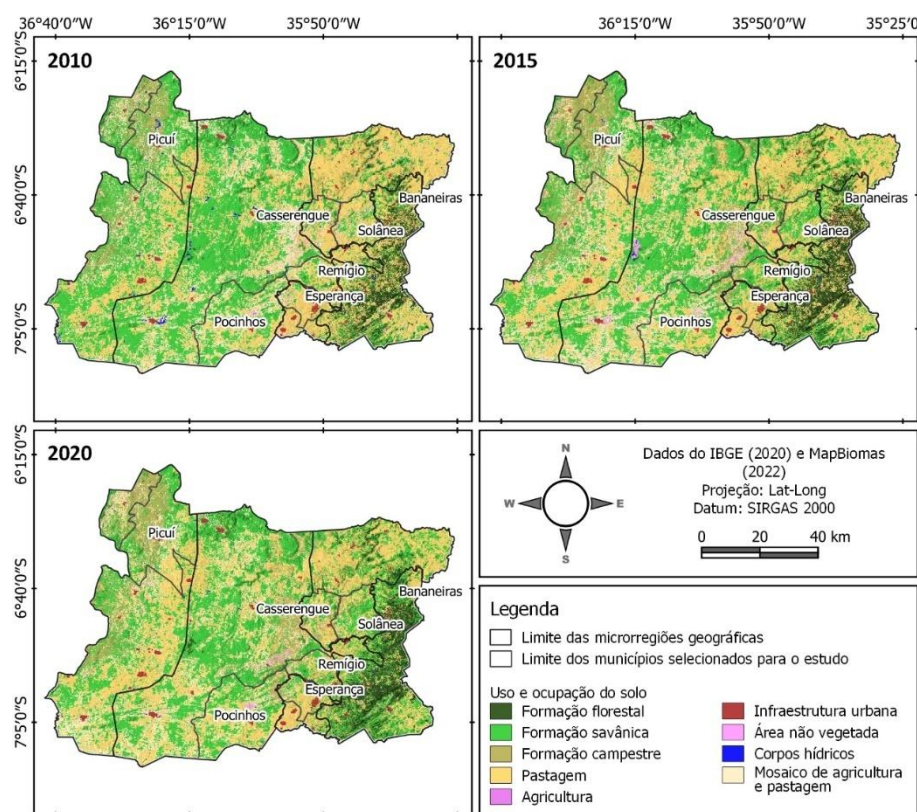 36°40'0"W 36°15'0"W 35°50'0"W 36°15'0"W 35°50'0"W 35°25'0"W
6°15'0"S
2010
2015
Picuí
Picuí
6°40'0"S
Bananeiras
Bananeiras
Casserengue
Casserengue
Solânea
Solânea
Remígio
Remígio
Esperança
Esperança
7°5'0"S
Pocinhos
Pocinhos
6°15'0"S
2020
Picuí
6°40'0"S
Bananeiras
Casserengue
Solânea
Remígio
Esperança
7°5'0"S
Pocinhos
N
W
E
S
Dados do IBGE (2020) e MapBiomas
(2022)
Projeção: Lat-Long
Datum: SIRGAS 2000
0 20 40 km
Legenda
Limite das microrregiões geográficas
Limite dos municípios selecionados para o estudo
Uso e ocupação do solo
Formação florestal
Formação savânica
Formação campestre
Pastagem
Agricultura
Infraestrutura urbana
Área não vegetada
Corpos hídricos
Mosaico de agricultura
e pastagem